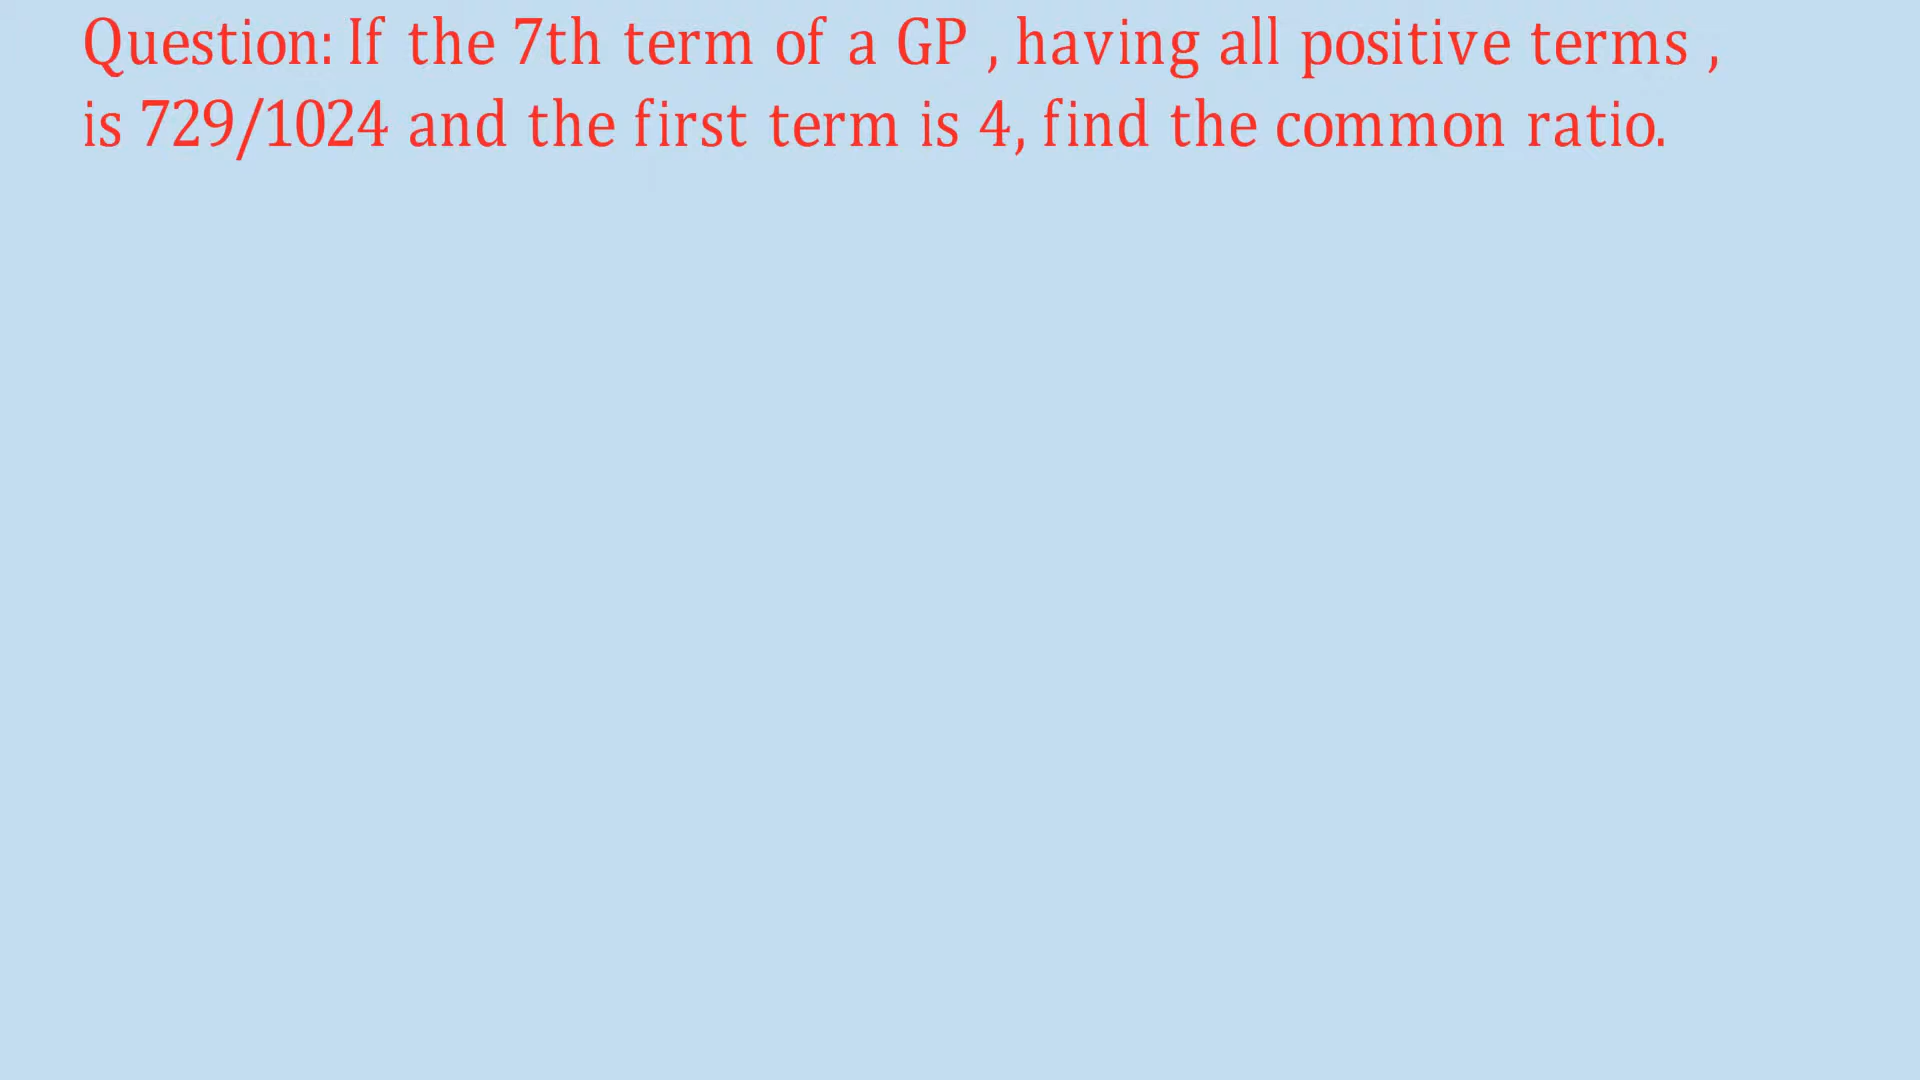 Question: If the 7th term of a GP , having all positive terms ,
is 729/1024 and the first term is 4, find the common ratio.